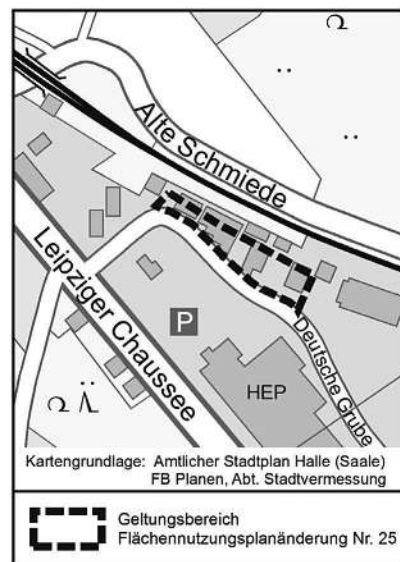 Alte Schmiede
Leipziger Chaussee
P
Deutsche Grube
HEP
Kartengrundlage: Amtlicher Stadtplan Halle (Saale)
FB Planen, Abt. Stadtvermessung
Geltungsbereich
Flächennutzungsplanänderung Nr. 25